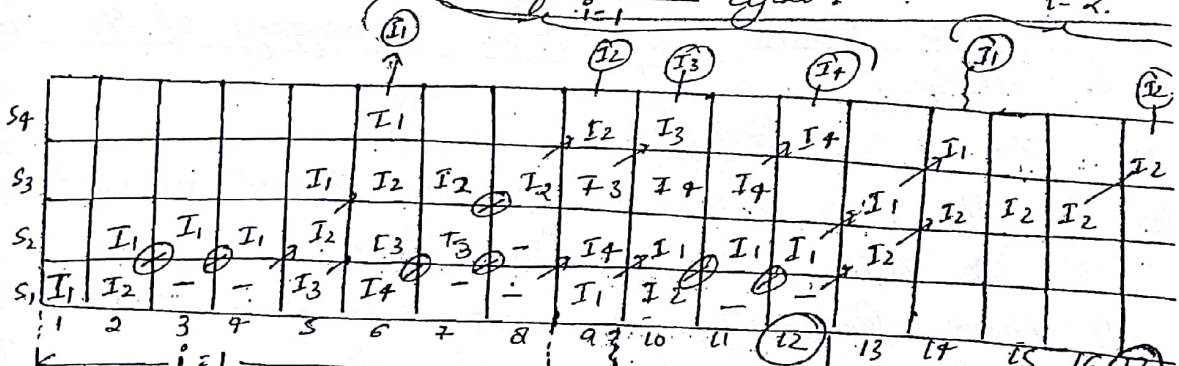 i=1 i=2.
I1 I2 I3 I4 I1 I2
S4 I1 I2 I3 I4 I1 I2
S3 I1 I2 I2 I2 I3 I4 I4 I1 I2 I2 I2
S2 I1 I1 I1 I2 I3 I3 - I4 I1 I1 I1 I2
S1 I1 I2 - - I3 I4 - - I1 I2 - -
1 2 3 4 5 6 7 8 9 10 11 12 13 14 15 16
i=1